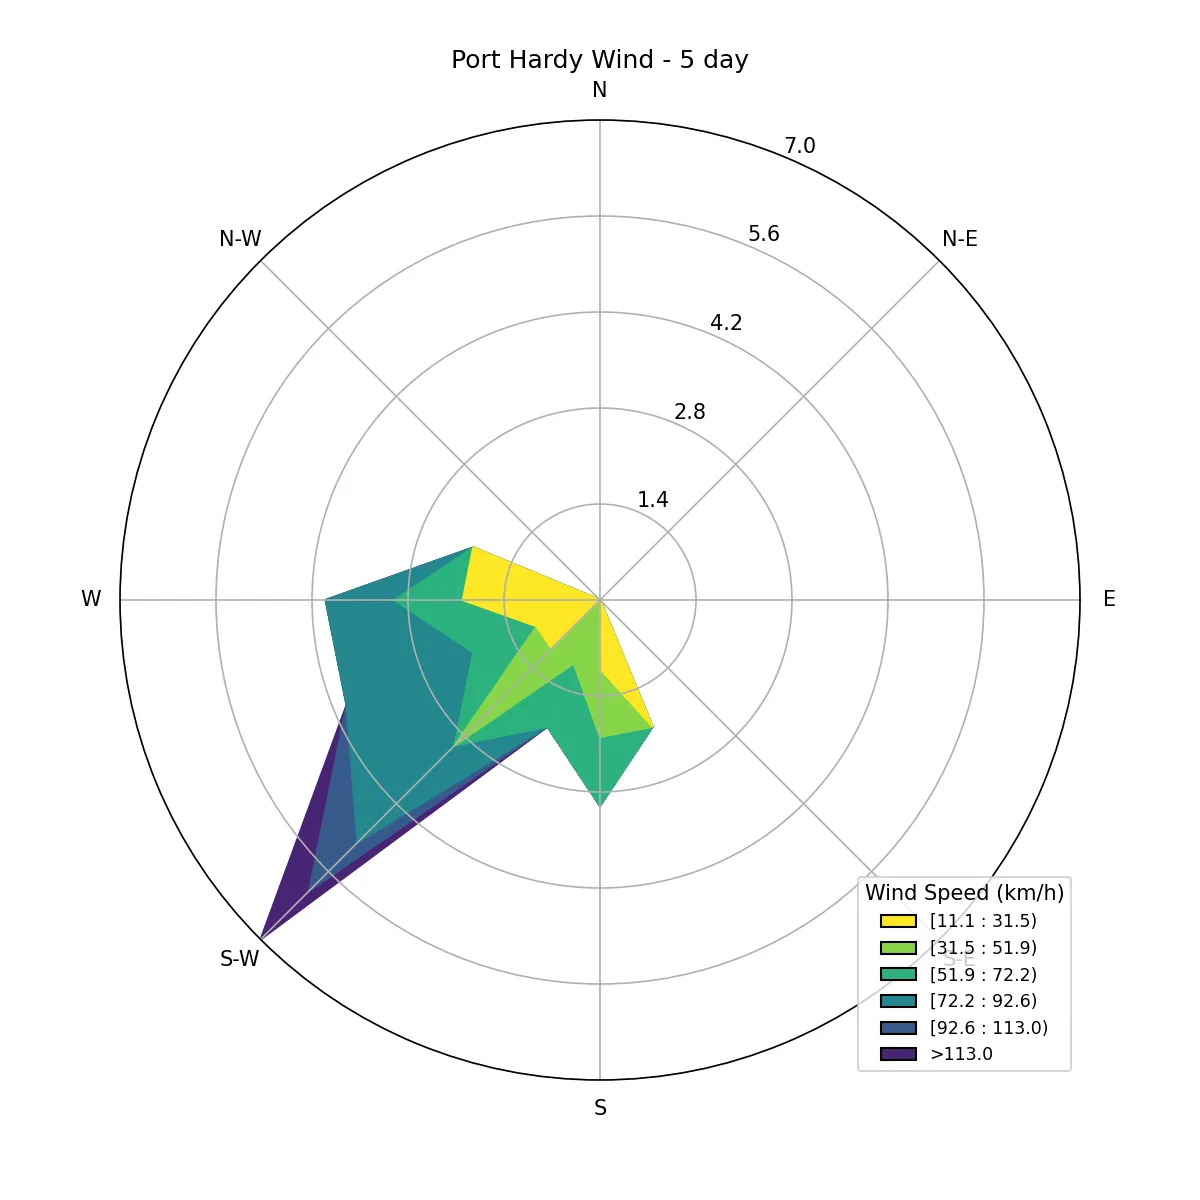 Port Hardy Wind - 5 day
N
7.0
N-W
5.6
N-E
4.2
2.8
1.4
W
E
Wind Speed (km/h)
[11.1 : 31.5)
[31.5 : 51.9)
S-W
S-E
[51.9 : 72.2)
[72.2 : 92.6)
[92.6 : 113.0)
>113.0
S